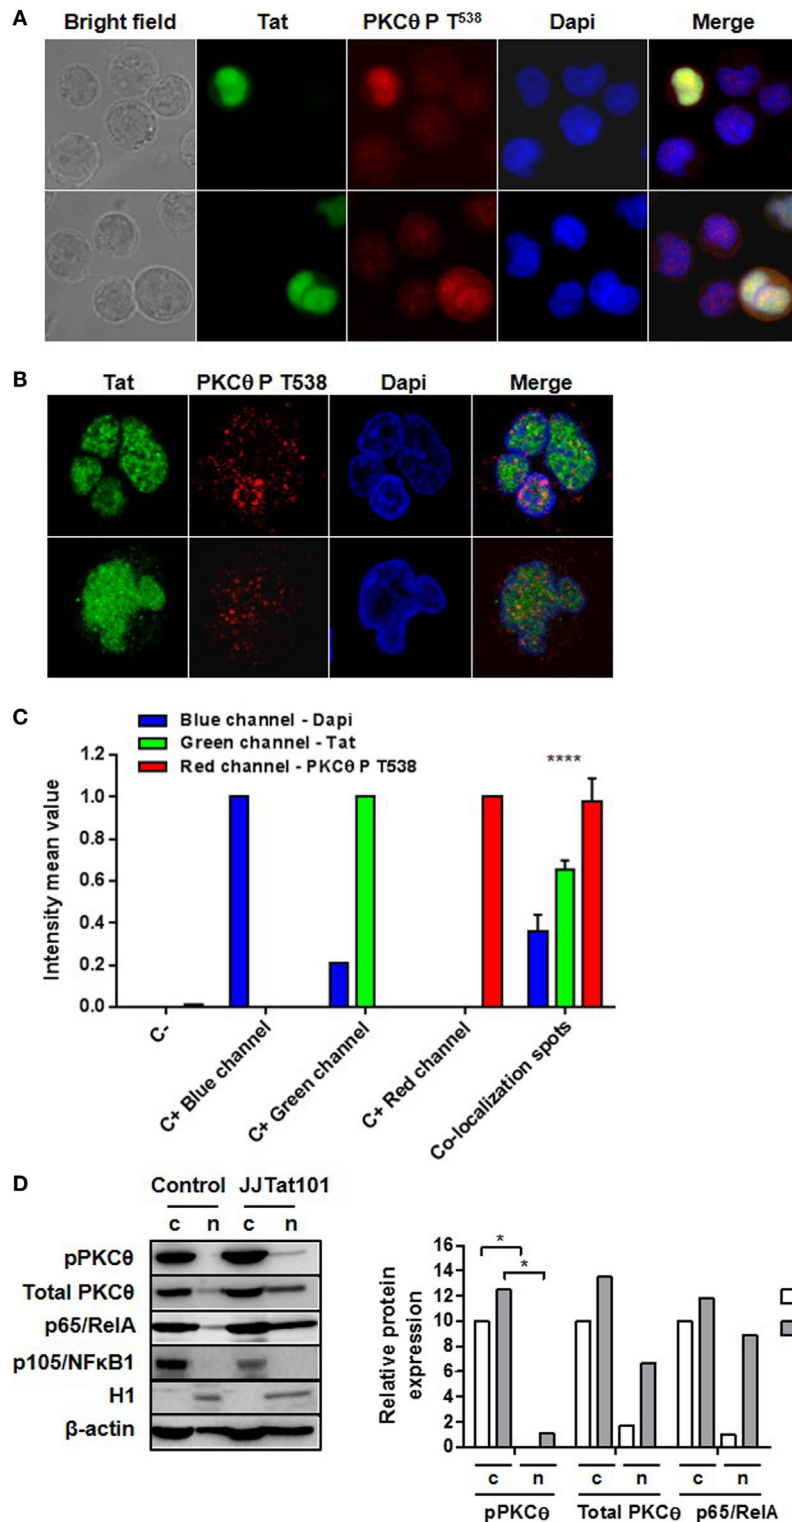 A
Bright field Tat PKCθ P T538 Dapi Merge
B
Tat PKCθ P T538 Dapi Merge
C
Blue channel - Dapi
Green channel - Tat
Red channel - PKCθ P T538
Intensity mean value
1.2
1.0
0.8
0.6
0.4
0.2
0.0
****
C-
C+ Blue channel
C+ Green channel
C+ Red channel
Co-localization spots
D
Control JJTat101
c n c n
pPKCθ
Total PKCθ
p65/RelA
p105/NFκB1
H1
β-actin
Relative protein
expression
16
14
12
10
8
6
4
2
0
*
*
c n c n c n
pPKCθ Total PKCθ p65/RelA